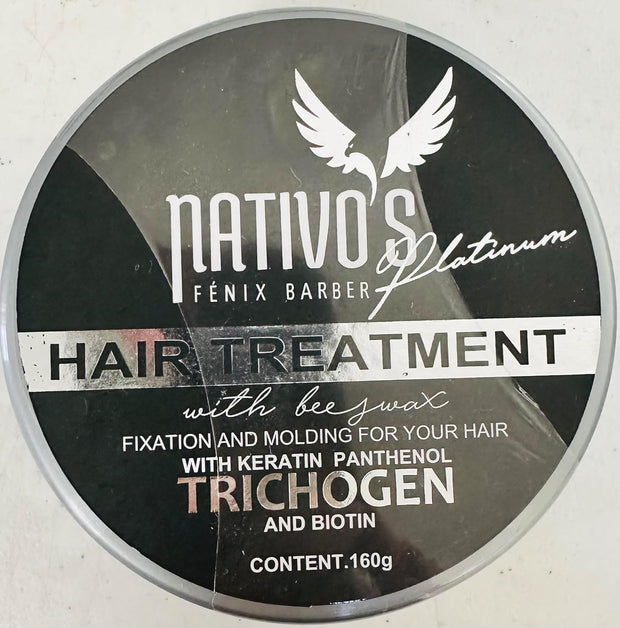 NATIVO'S
Platinum
FÉNIX BARBER
HAIR TREATMENT
with beeswax
FIXATION AND MOLDING FOR YOUR HAIR
WITH KERATIN PANTHENOL
TRICHOGEN
AND BIOTIN
CONTENT.160g